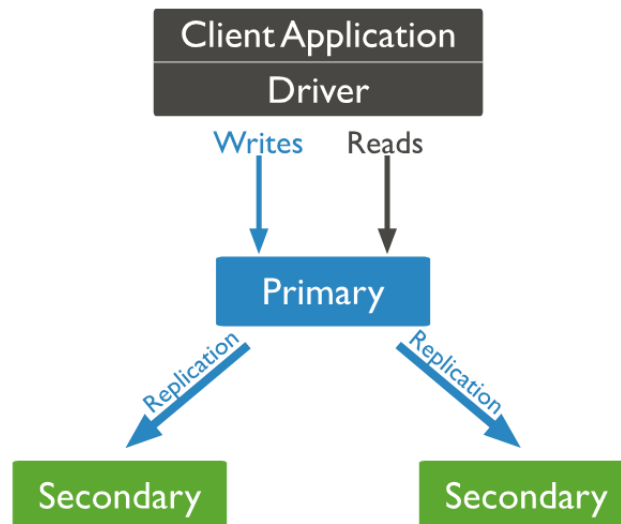 Client Application
Driver
Writes Reads
Primary
Replication Replication
Secondary Secondary